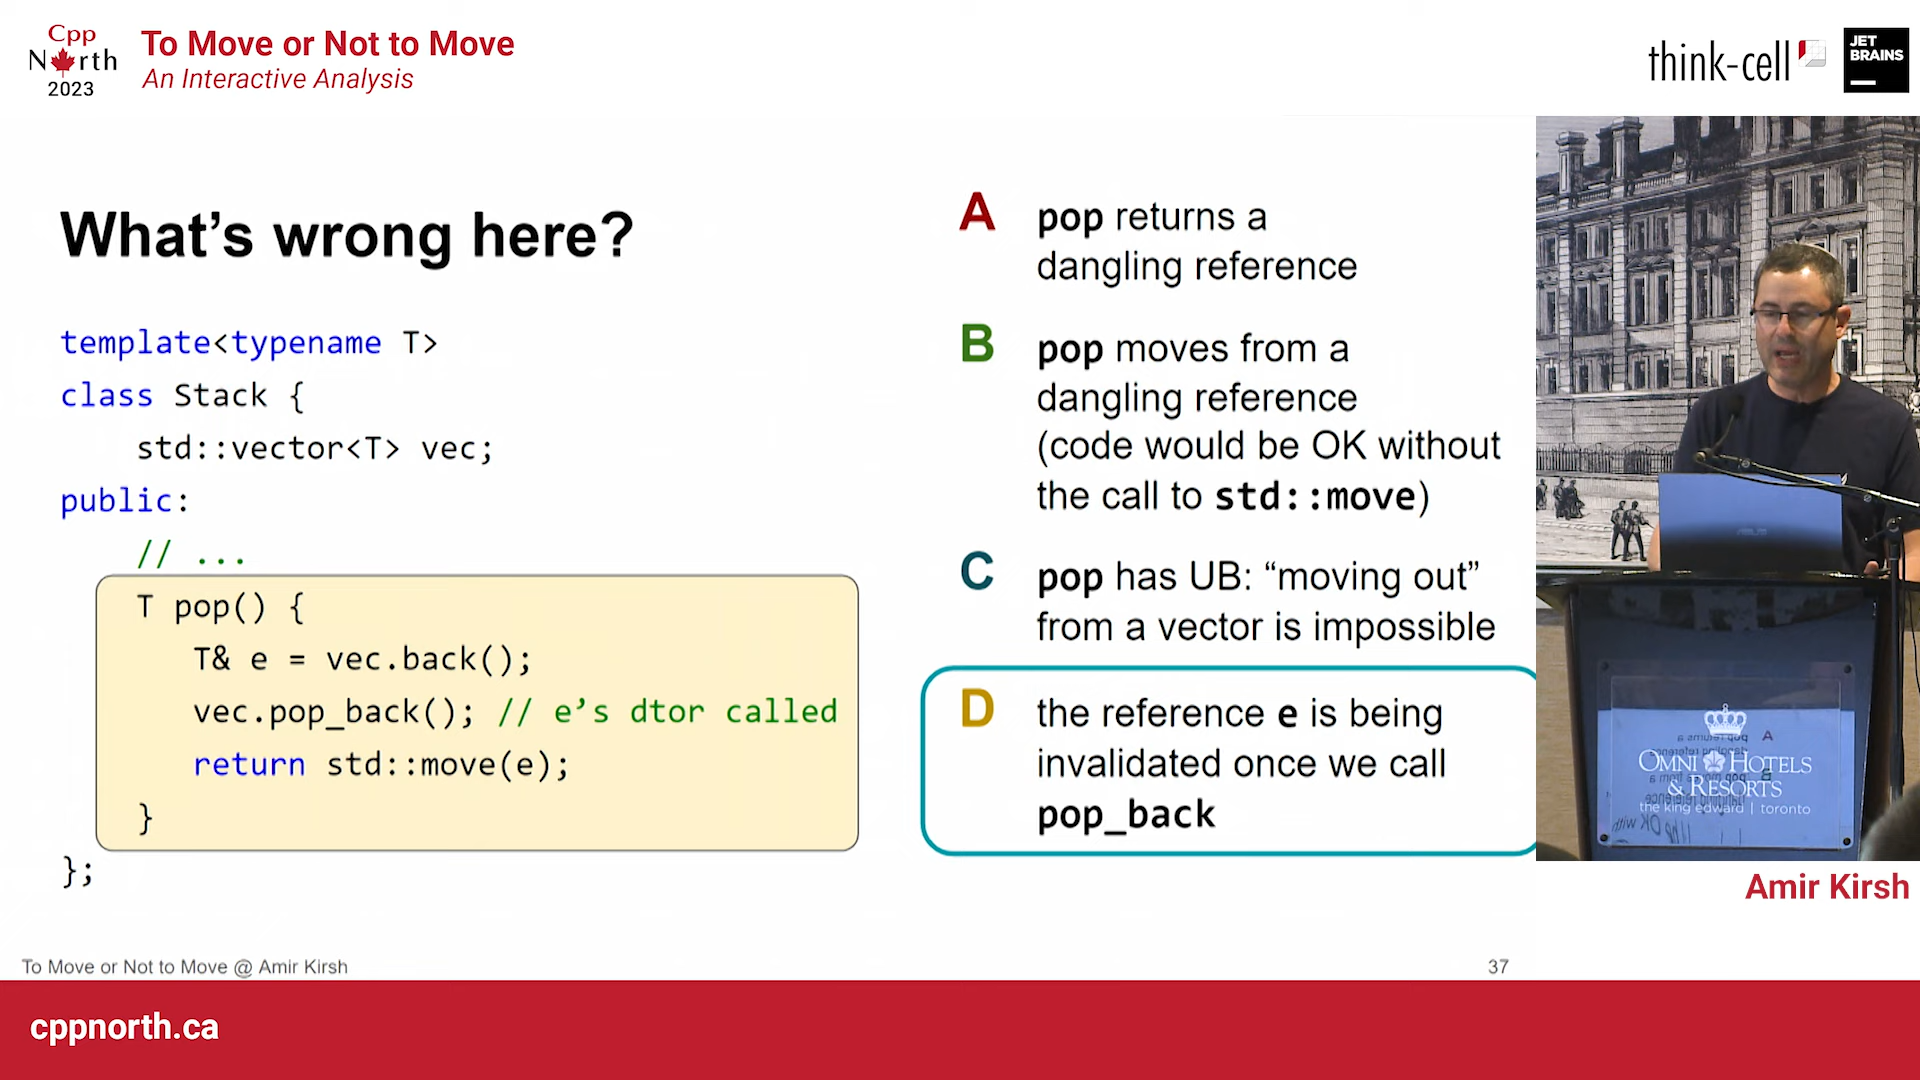 Cpp
North
2023
To Move or Not to Move
An Interactive Analysis
think-cell
JET
BRAINS
What's wrong here?
template<typename T>
class Stack {
std::vector<T> vec;
public:
// ...
T pop() {
T& e = vec.back();
vec.pop_back(); // e's dtor called
return std::move(e);
}
};
A pop returns a
dangling reference
B pop moves from a
dangling reference
(code would be OK without
the call to std::move)
C pop has UB: “moving out”
from a vector is impossible
D the reference e is being
invalidated once we call
pop_back
OMNI HOTELS
& RESORTS
the king edward | toronto
Amir Kirsh
To Move or Not to Move @ Amir Kirsh
37
cppnorth.ca